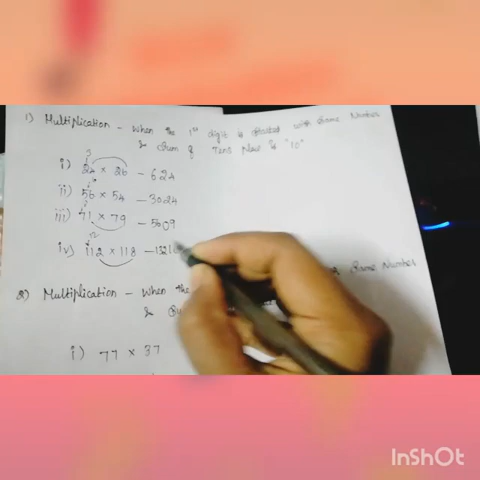 1) Multiplication - When the 1st digit is started with Same Number
& Sum of Tens place is "10"
i) 24 × 26 - 624
ii) 56 × 54 - 3024
iii) 71 × 79 - 5609
iv) 112 × 118 - 1321
2) Multiplication - When the Same Number
&
i) 77 × 37
InShOt